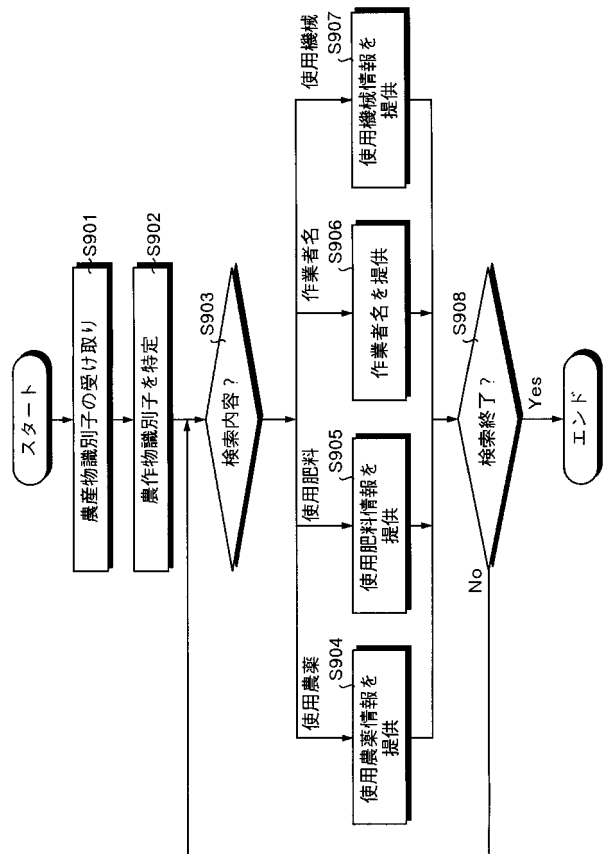 スタート
農産物識別子の受け取り
S901
農作物識別子を特定
S902
検索内容？
S903
使用農薬
S904
使用農薬情報を
提供
使用肥料
S905
使用肥料情報を
提供
作業者名
S906
作業者名を提供
使用機械
S907
使用機械情報を
提供
検索終了？
S908
No
Yes
エンド